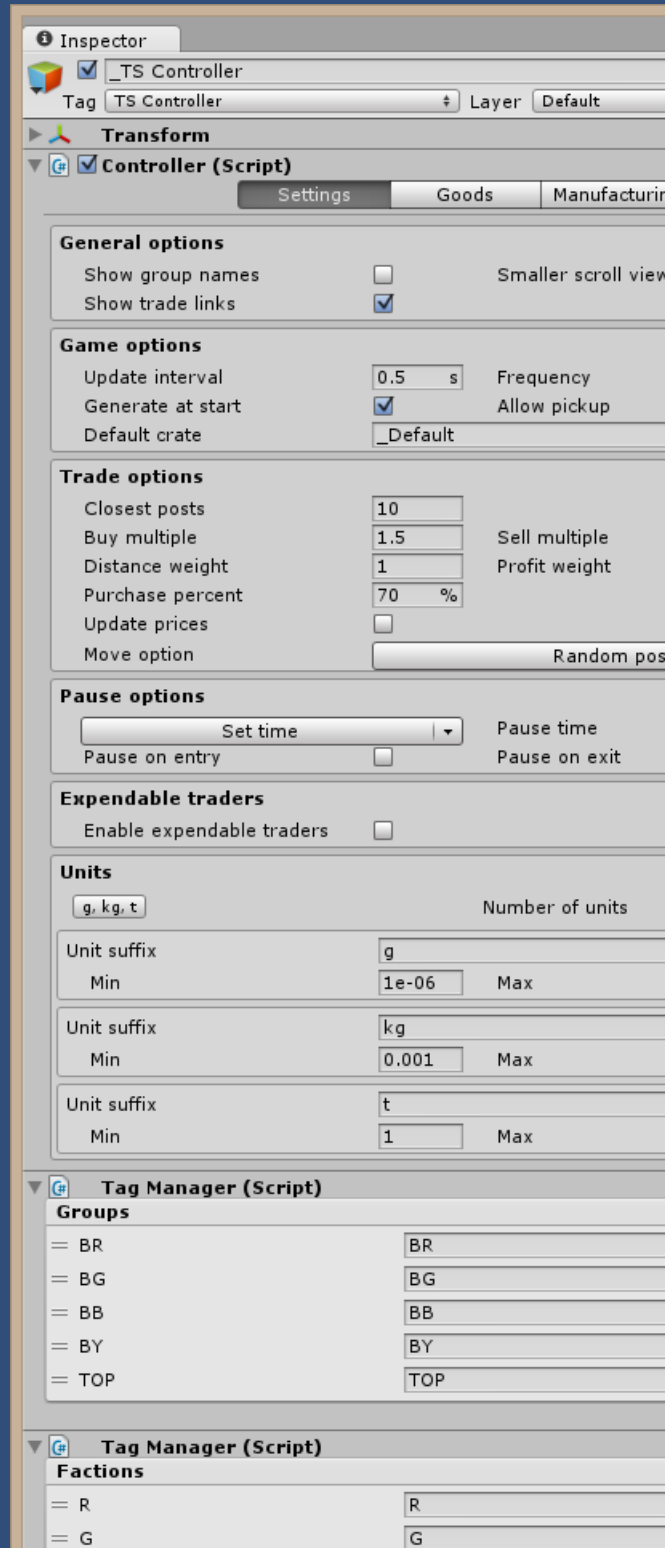 Inspector
_TS Controller
Tag TS Controller Layer Default
Transform
Controller (Script)
Settings Goods
General options
Show group names Smaller scroll view
Show trade links
Game options
Update interval 0.5 s Frequency
Generate at start Allow pickup
Default crate _Default
Trade options
Closest posts 10
Buy multiple 1.5 Sell multiple
Distance weight 1 Profit weight
Purchase percent 70 %
Update prices
Move option Random
Pause options
Set time Pause time
Pause on entry Pause on exit
Expendable traders
Enable expendable traders
Units
g, kg, t Number of units
Unit suffix g
Min 1e-06 Max
Unit suffix kg
Min 0.001 Max
Unit suffix t
Min 1 Max
Tag Manager (Script)
Groups
= BR BR
= BG BG
= BB BB
= BY BY
= TOP TOP
Tag Manager (Script)
Factions
= R R
= G G